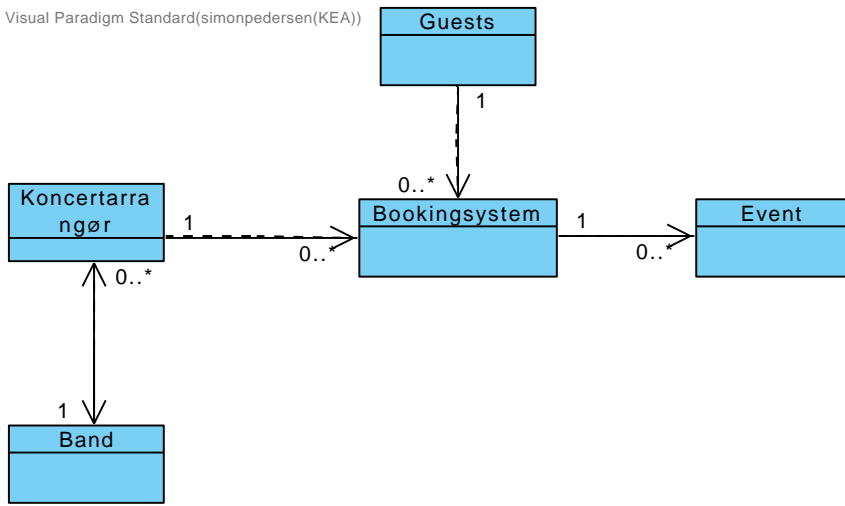 Visual Paradigm Standard(simonpedersen(KEA))
Guests
1
0..*
Koncertarra
ngør
1
0..*
Bookingsystem
1
0..*
Event
0..*
1
Band